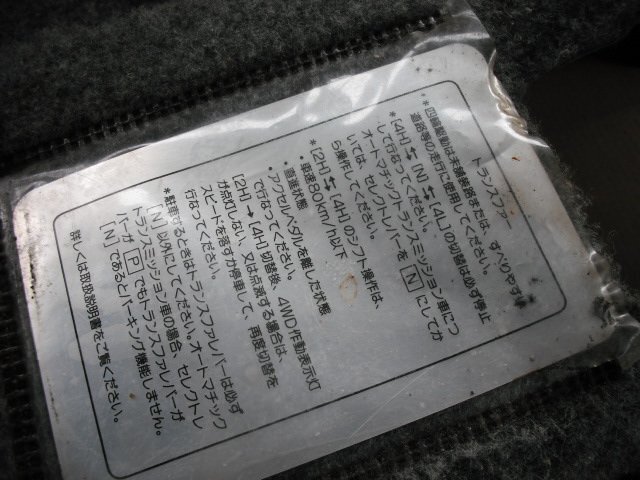 トランスファー
*四輪駆動は未舗装路または、すべりやすい
道路等の走行に使用してください。
*[4H]⇆[N]⇆[4L]の切替は必ず停止
して行なってください。
オートマチックトランスミッション車につ
いては、セレクトレバーを[N]にしてか
ら操作してください。
*[2H]⇆[4H]のシフト操作は、
・車速80km/h以下
・直進状態
・アクセルペダルを離した状態
で行なってください。
[2H]→[4H]切替後、4WD作動表示灯
が点灯しない、又は点滅する場合は、
スピードを落すか停車して、再度切替を
行なってください。
*駐車するときはトランスファレバーは必ず
[N]以外にしてください。オートマチック
トランスミッション車の場合、セレクトレ
バーが[P]でもトランスファレバーが
[N]であるとパーキング機能しません。
詳しくは取扱説明書をご覧ください。